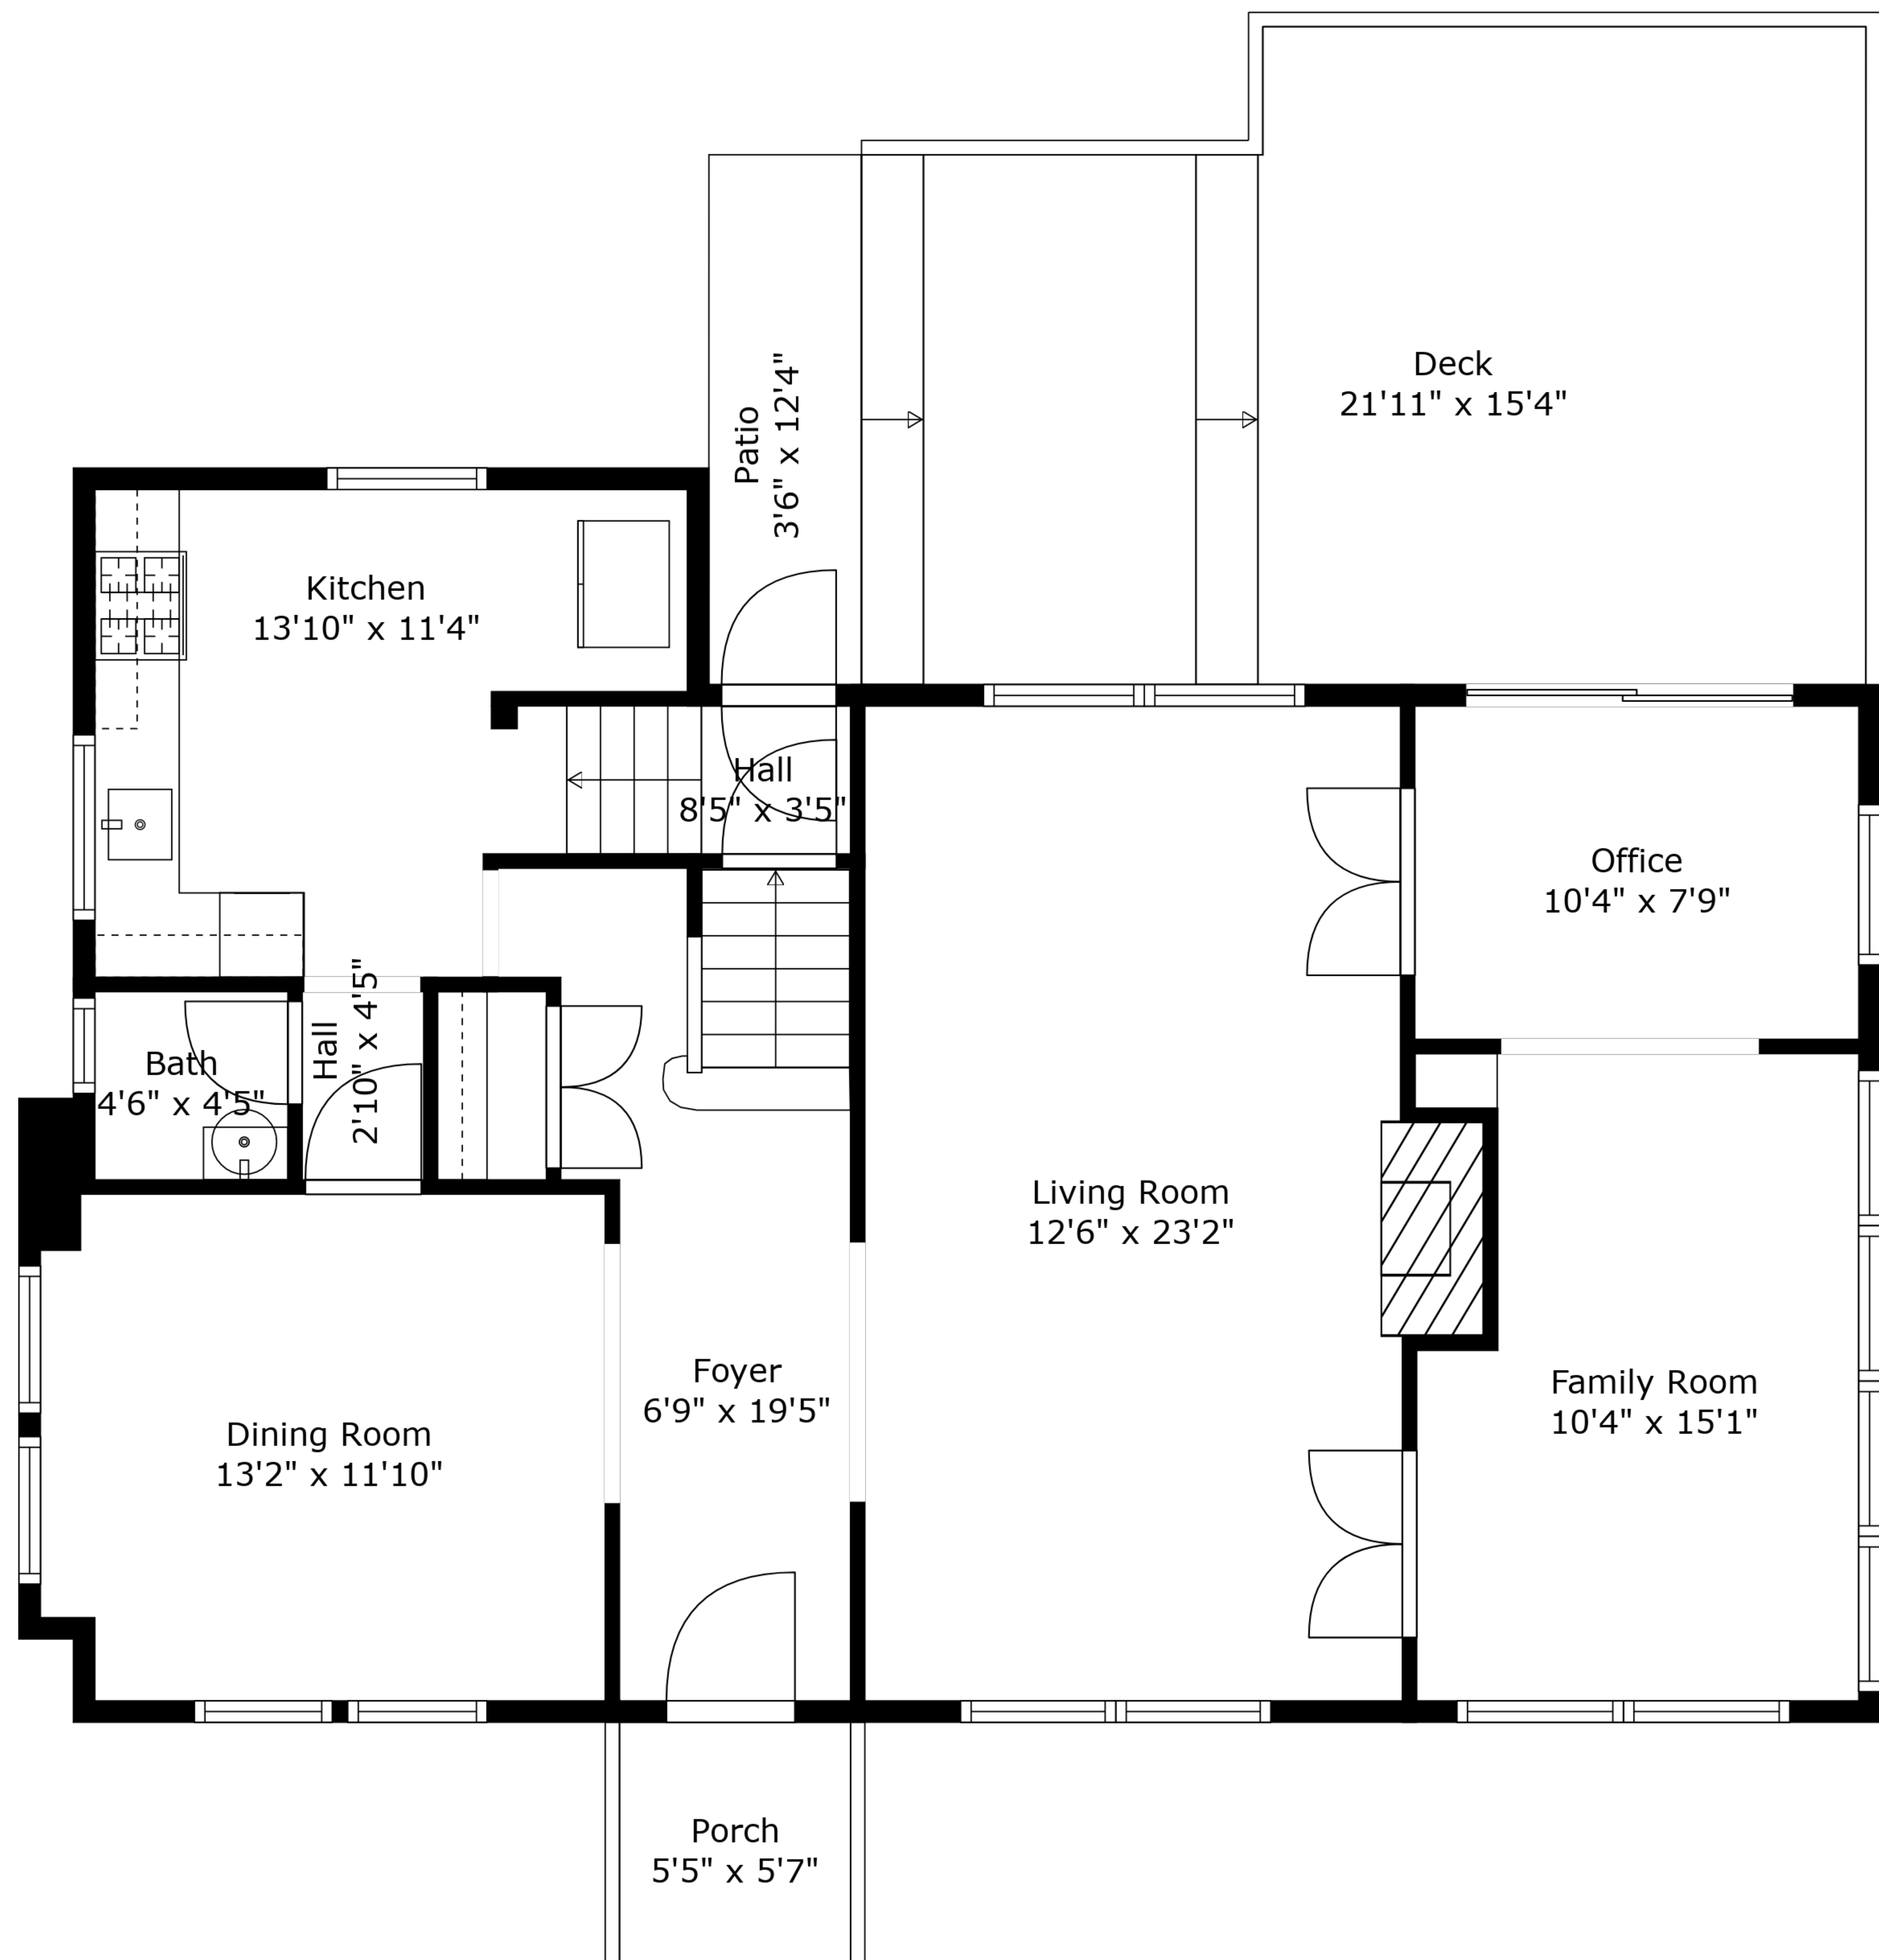 Deck
21'11" x 15'4"
Patio
3'6" x 12'4"
Kitchen
13'10" x 11'4"
Hall
8'5" x 3'5"
Office
10'4" x 7'9"
Bath
4'6" x 4'5"
Hall
2'10" x 4'5"
Living Room
12'6" x 23'2"
Foyer
6'9" x 19'5"
Family Room
10'4" x 15'1"
Dining Room
13'2" x 11'10"
Porch
5'5" x 5'7"